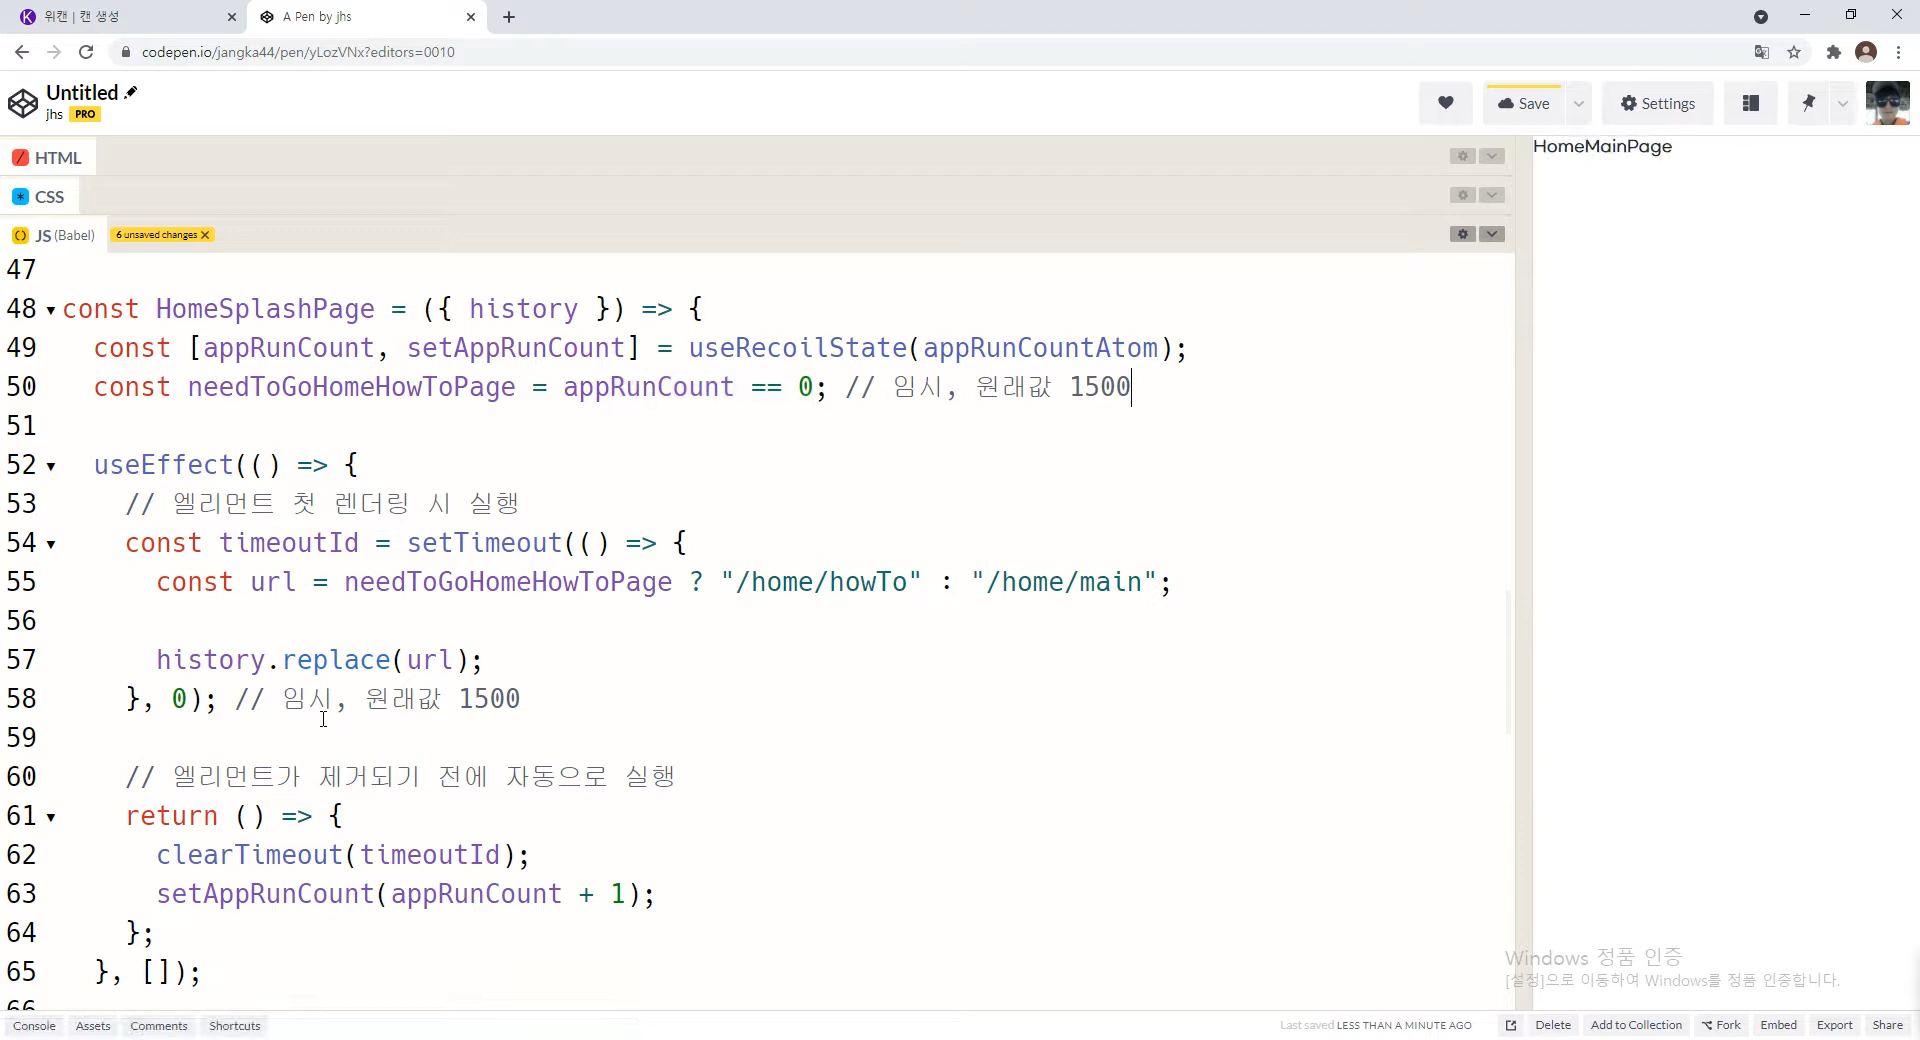 위캔 | 캔 생성
A Pen by jhs
codepen.io/jangka44/pen/yLozVNx?editors=0010
Untitled
jhs PRO
Save
Settings
HTML
CSS
JS (Babel) 6 unsaved changes
HomeMainPage
47
48 const HomeSplashPage = ({ history }) => {
49 const [appRunCount, setAppRunCount] = useRecoilState(appRunCountAtom);
50 const needToGoHomeHowToPage = appRunCount == 0; // 임시, 원래값 1500
51
52 useEffect(() => {
53 // 엘리먼트 첫 렌더링 시 실행
54 const timeoutId = setTimeout(() => {
55 const url = needToGoHomeHowToPage ? "/home/howTo" : "/home/main";
56
57 history.replace(url);
58 }, 0); // 임시, 원래값 1500
59
60 // 엘리먼트가 제거되기 전에 자동으로 실행
61 return () => {
62 clearTimeout(timeoutId);
63 setAppRunCount(appRunCount + 1);
64 };
65 }, []);
66
Windows 정품 인증
[설정]으로 이동하여 Windows를 정품 인증합니다.
Console Assets Comments Shortcuts
Last saved LESS THAN A MINUTE AGO
Delete Add to Collection Fork Embed Export Share